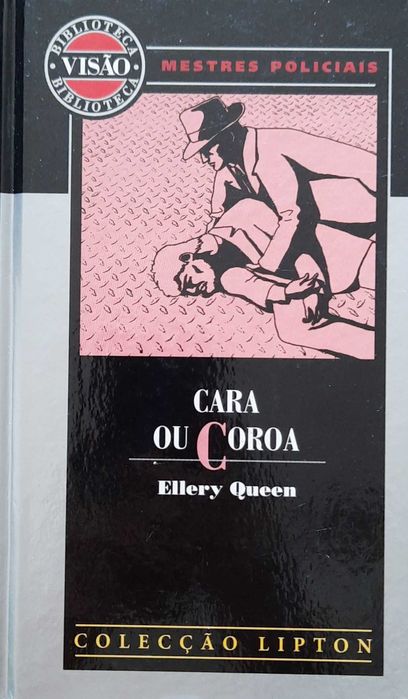 BIBLIOTECA
VISÃO
BIBLIOTECA
MESTRES POLICIAIS
CARA
OU COROA
Ellery Queen
COLECÇÃO LIPTON